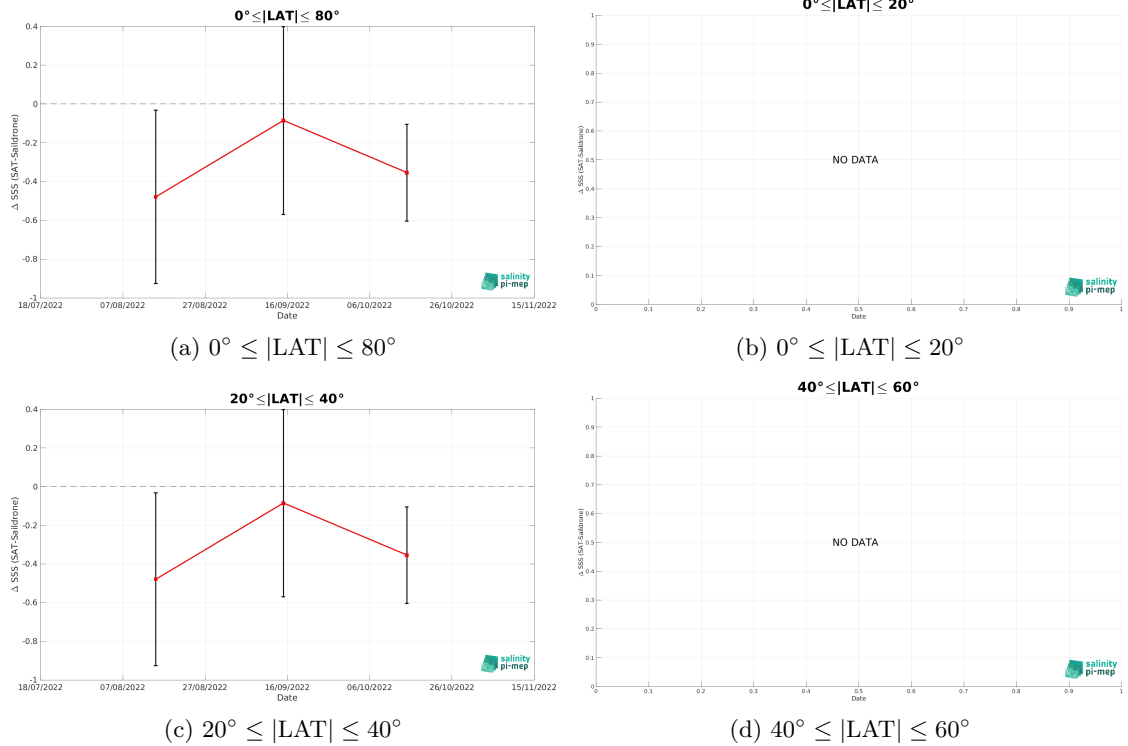 0°≤|LAT|≤ 80°
0.4
0.2
0
-0.2
-0.4
-0.6
-0.8
-1
Δ SSS (SAT-Saildrone)
18/07/2022 07/08/2022 27/08/2022 16/09/2022 06/10/2022 26/10/2022 15/11/2022
Date
salinity
pi-mep
(a) 0° ≤ |LAT| ≤ 80°
0°≤|LAT|≤ 20°
1
0.9
0.8
0.7
0.6
0.5
0.4
0.3
0.2
0.1
0
Δ SSS (SAT-Saildrone)
NO DATA
0 0.1 0.2 0.3 0.4 0.5 0.6 0.7 0.8 0.9 1
Date
salinity
pi-mep
(b) 0° ≤ |LAT| ≤ 20°
20°≤|LAT|≤ 40°
0.4
0.2
0
-0.2
-0.4
-0.6
-0.8
-1
Δ SSS (SAT-Saildrone)
18/07/2022 07/08/2022 27/08/2022 16/09/2022 06/10/2022 26/10/2022 15/11/2022
Date
salinity
pi-mep
(c) 20° ≤ |LAT| ≤ 40°
40°≤|LAT|≤ 60°
1
0.9
0.8
0.7
0.6
0.5
0.4
0.3
0.2
0.1
0
Δ SSS (SAT-Saildrone)
NO DATA
0 0.1 0.2 0.3 0.4 0.5 0.6 0.7 0.8 0.9 1
Date
salinity
pi-mep
(d) 40° ≤ |LAT| ≤ 60°